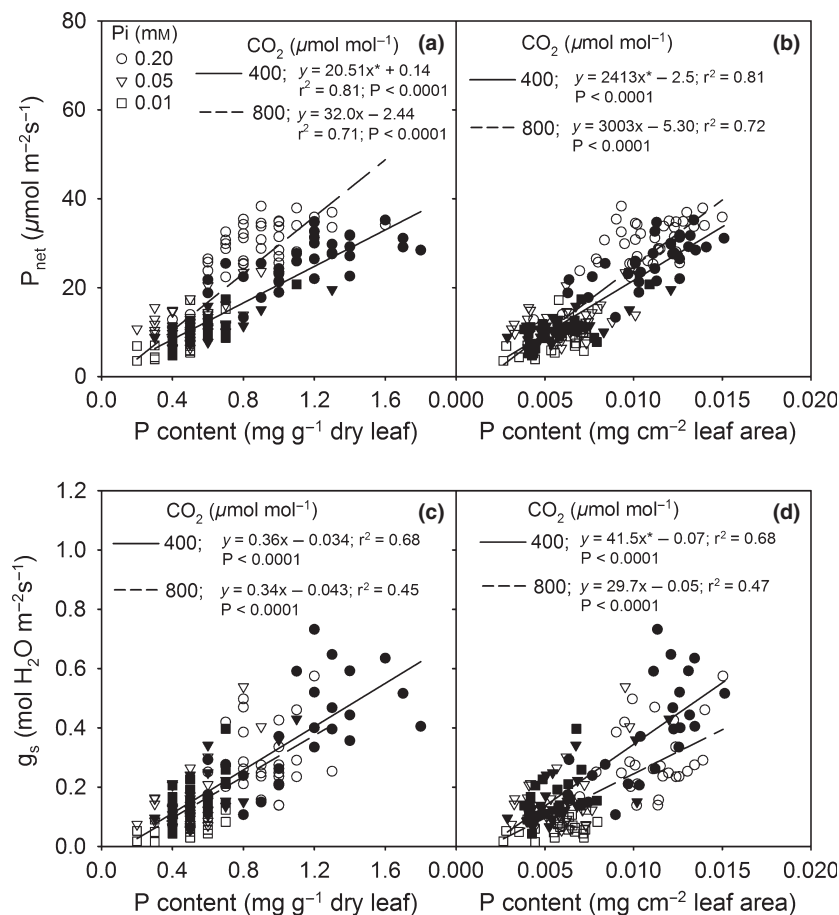 Pi (mM)
0.20
0.05
0.01
CO₂ (μmol mol⁻¹)
(a)
400; y = 20.51x* + 0.14
r² = 0.81; P < 0.0001
800; y = 32.0x − 2.44
r² = 0.71; P < 0.0001
CO₂ (μmol mol⁻¹)
(b)
400; y = 2413x* − 2.5; r² = 0.81
P < 0.0001
800; y = 3003x − 5.30; r² = 0.72
P < 0.0001
80
60
40
20
0
P_net (μmol m⁻²s⁻¹)
0.0 0.4 0.8 1.2 1.6 0.000 0.005 0.010 0.015 0.020
P content (mg g⁻¹ dry leaf)
P content (mg cm⁻² leaf area)
CO₂ (μmol mol⁻¹)
(c)
400; y = 0.36x − 0.034; r² = 0.68
P < 0.0001
800; y = 0.34x − 0.043; r² = 0.45
P < 0.0001
CO₂ (μmol mol⁻¹)
(d)
400; y = 41.5x* − 0.07; r² = 0.68
P < 0.0001
800; y = 29.7x − 0.05; r² = 0.47
P < 0.0001
1.2
1.0
0.8
0.6
0.4
0.2
0.0
g_s (mol H₂O m⁻²s⁻¹)
0.0 0.4 0.8 1.2 1.6 0.000 0.005 0.010 0.015 0.020
P content (mg g⁻¹ dry leaf)
P content (mg cm⁻² leaf area)